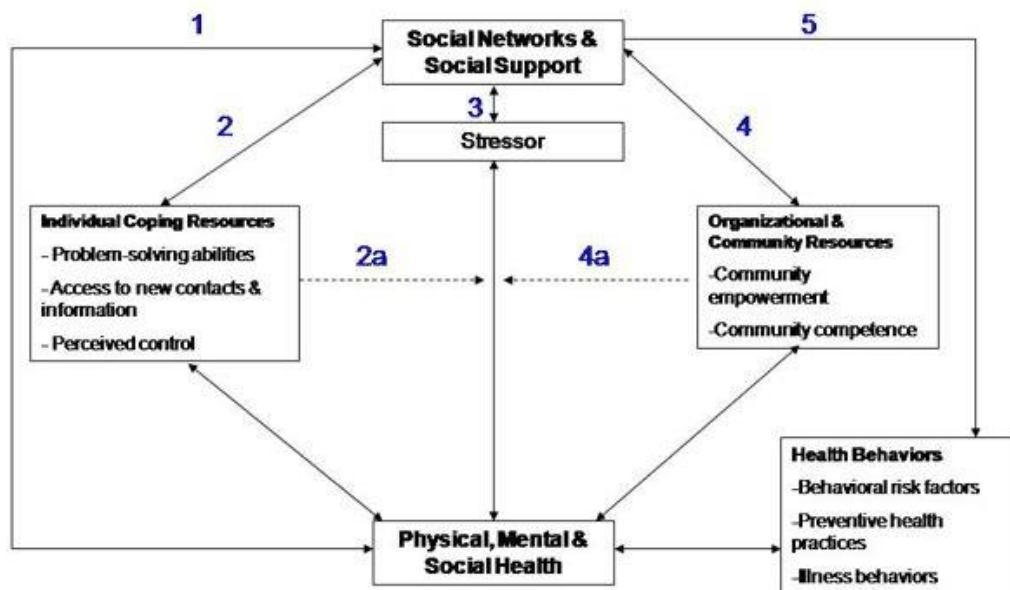 1
5
Social Networks &
Social Support
2
3
4
Stressor
Individual Coping Resources
- Problem-solving abilities
- Access to new contacts &
information
- Perceived control
2a
4a
Organizational &
Community Resources
-Community
empowerment
-Community competence
Health Behaviors
-Behavioral risk factors
-Preventive health
practices
-Illness behaviors
Physical, Mental &
Social Health